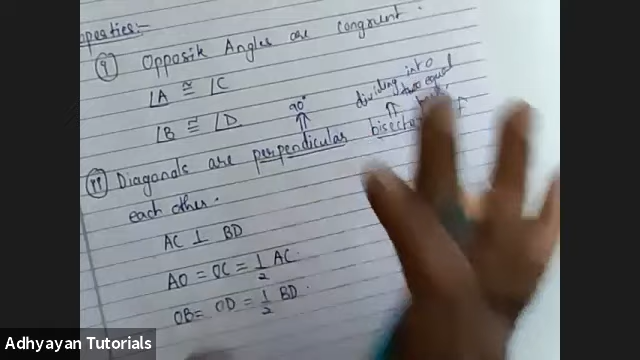 operties:-
(i) Opposite Angles are congruent.
∠A ≅ ∠C
∠B ≅ ∠D
90°
dividing into
two equal
(ii) Diagonals are perpendicular
each other.
AC ⊥ BD
AO = OC = 1/2 AC.
OB = OD = 1/2 BD.
Adhyayan Tutorials